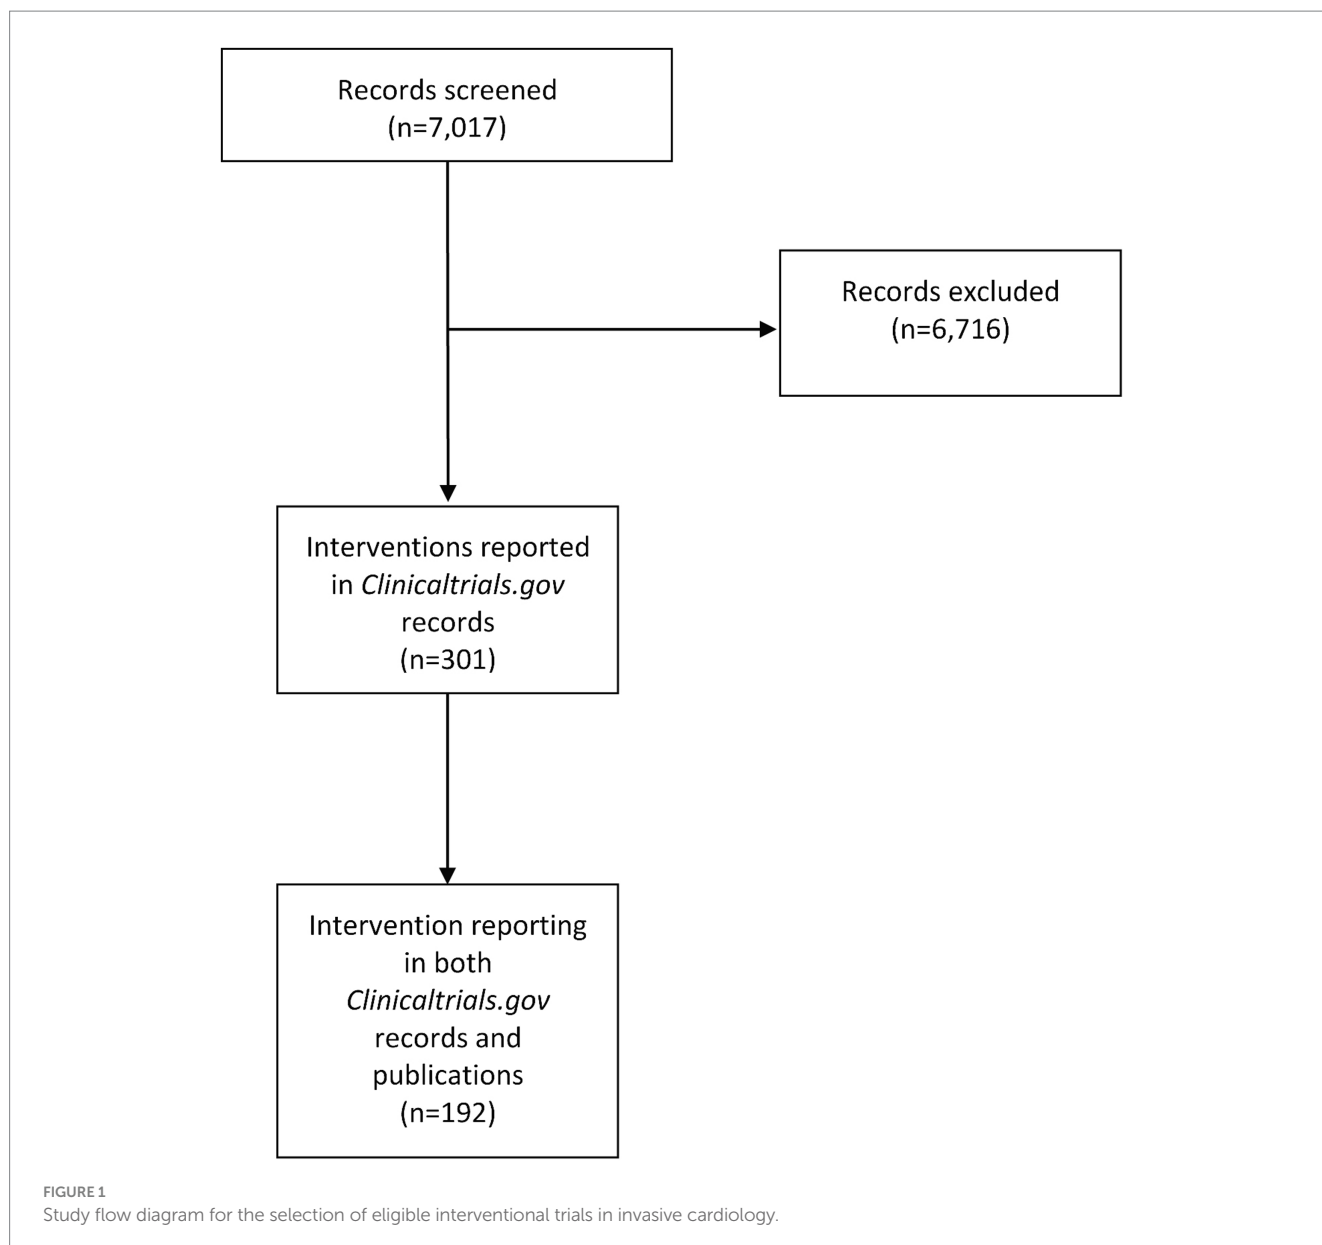 Records screened
(n=7,017)
Records excluded
(n=6,716)
Interventions reported
in Clinicaltrials.gov
records
(n=301)
Intervention reporting
in both
Clinicaltrials.gov
records and
publications
(n=192)
FIGURE 1
Study flow diagram for the selection of eligible interventional trials in invasive cardiology.